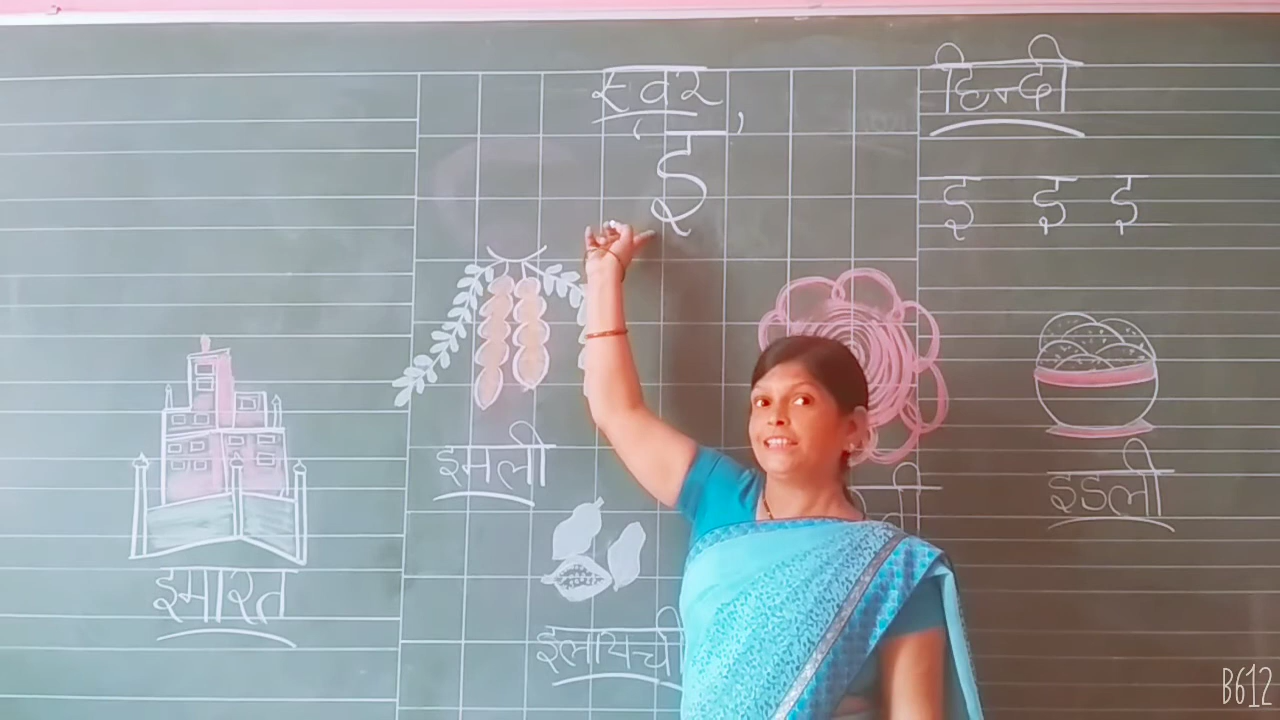 स्वर
हिन्दी
'इ'
इ इ इ
इमली
इडली
इमारत
इलायची
B612